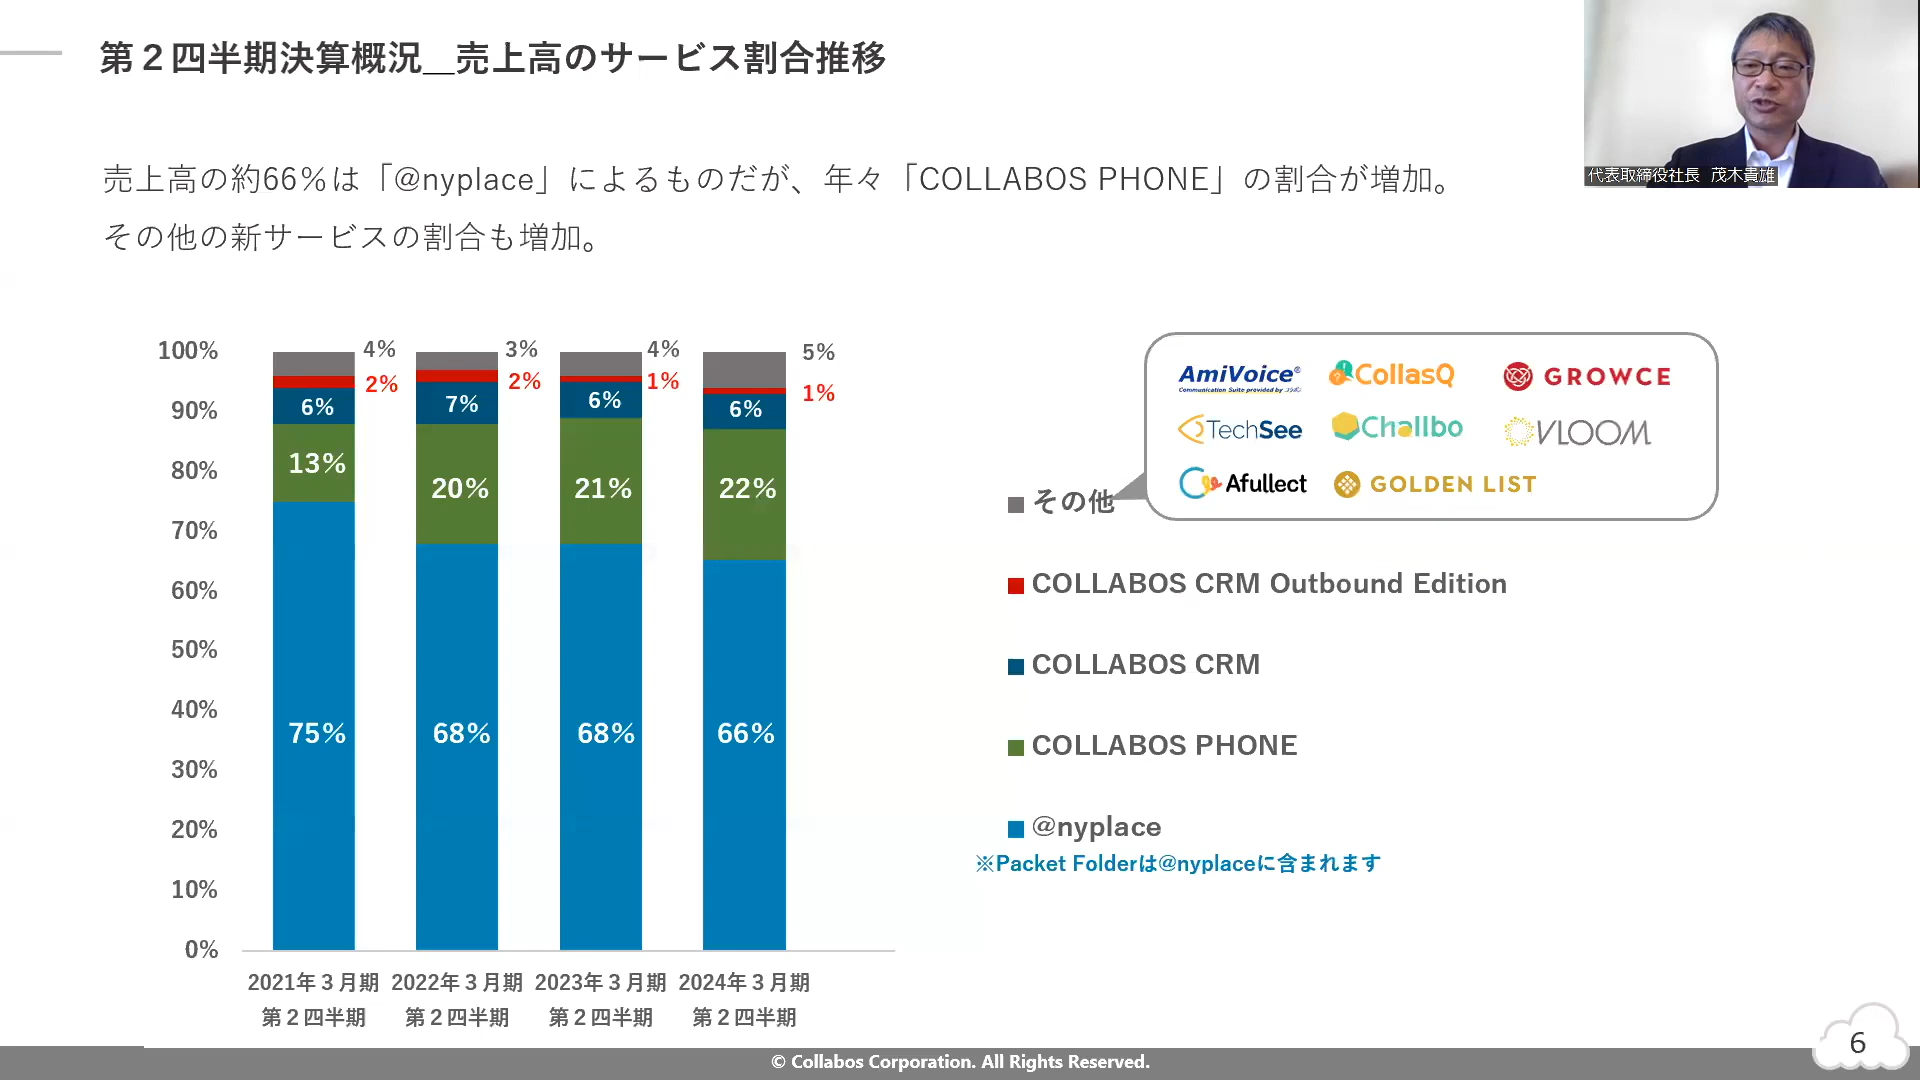 第２四半期決算概況__売上高のサービス割合推移
代表取締役社長　茂木貴雄
売上高の約66％は「@nyplace」によるものだが、年々「COLLABOS PHONE」の割合が増加。
その他の新サービスの割合も増加。
100%
90%
80%
70%
60%
50%
40%
30%
20%
10%
0%
4%
2%
6%
13%
75%
3%
2%
7%
20%
68%
4%
1%
6%
21%
68%
5%
1%
6%
22%
66%
2021年３月期
第２四半期
2022年３月期
第２四半期
2023年３月期
第２四半期
2024年３月期
第２四半期
AmiVoice®
Communication Suite provided by コラボス
CollasQ
GROWCE
TechSee
Challbo
VLOOM
Afullect
GOLDEN LIST
その他
COLLABOS CRM Outbound Edition
COLLABOS CRM
COLLABOS PHONE
@nyplace
※Packet Folderは@nyplaceに含まれます
© Collabos Corporation. All Rights Reserved.
6